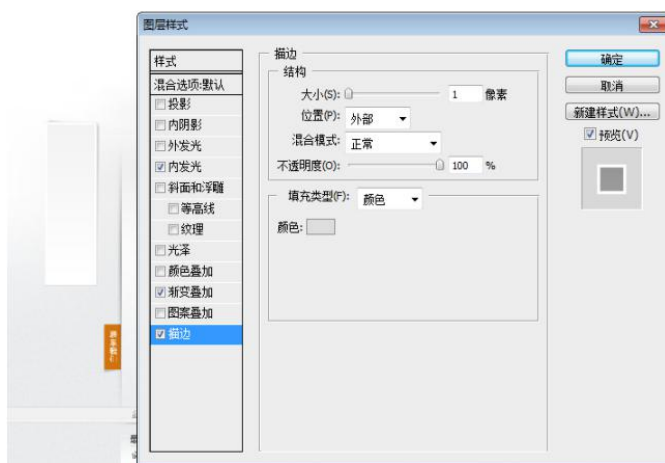 图层样式
样式
混合选项:默认
投影
内阴影
外发光
内发光
斜面和浮雕
等高线
纹理
光泽
颜色叠加
渐变叠加
图案叠加
描边
描边
结构
大小(S): 1 像素
位置(P): 外部
混合模式: 正常
不透明度(O): 100 %
填充类型(F): 颜色
颜色:
确定
取消
新建样式(W)...
预览(V)